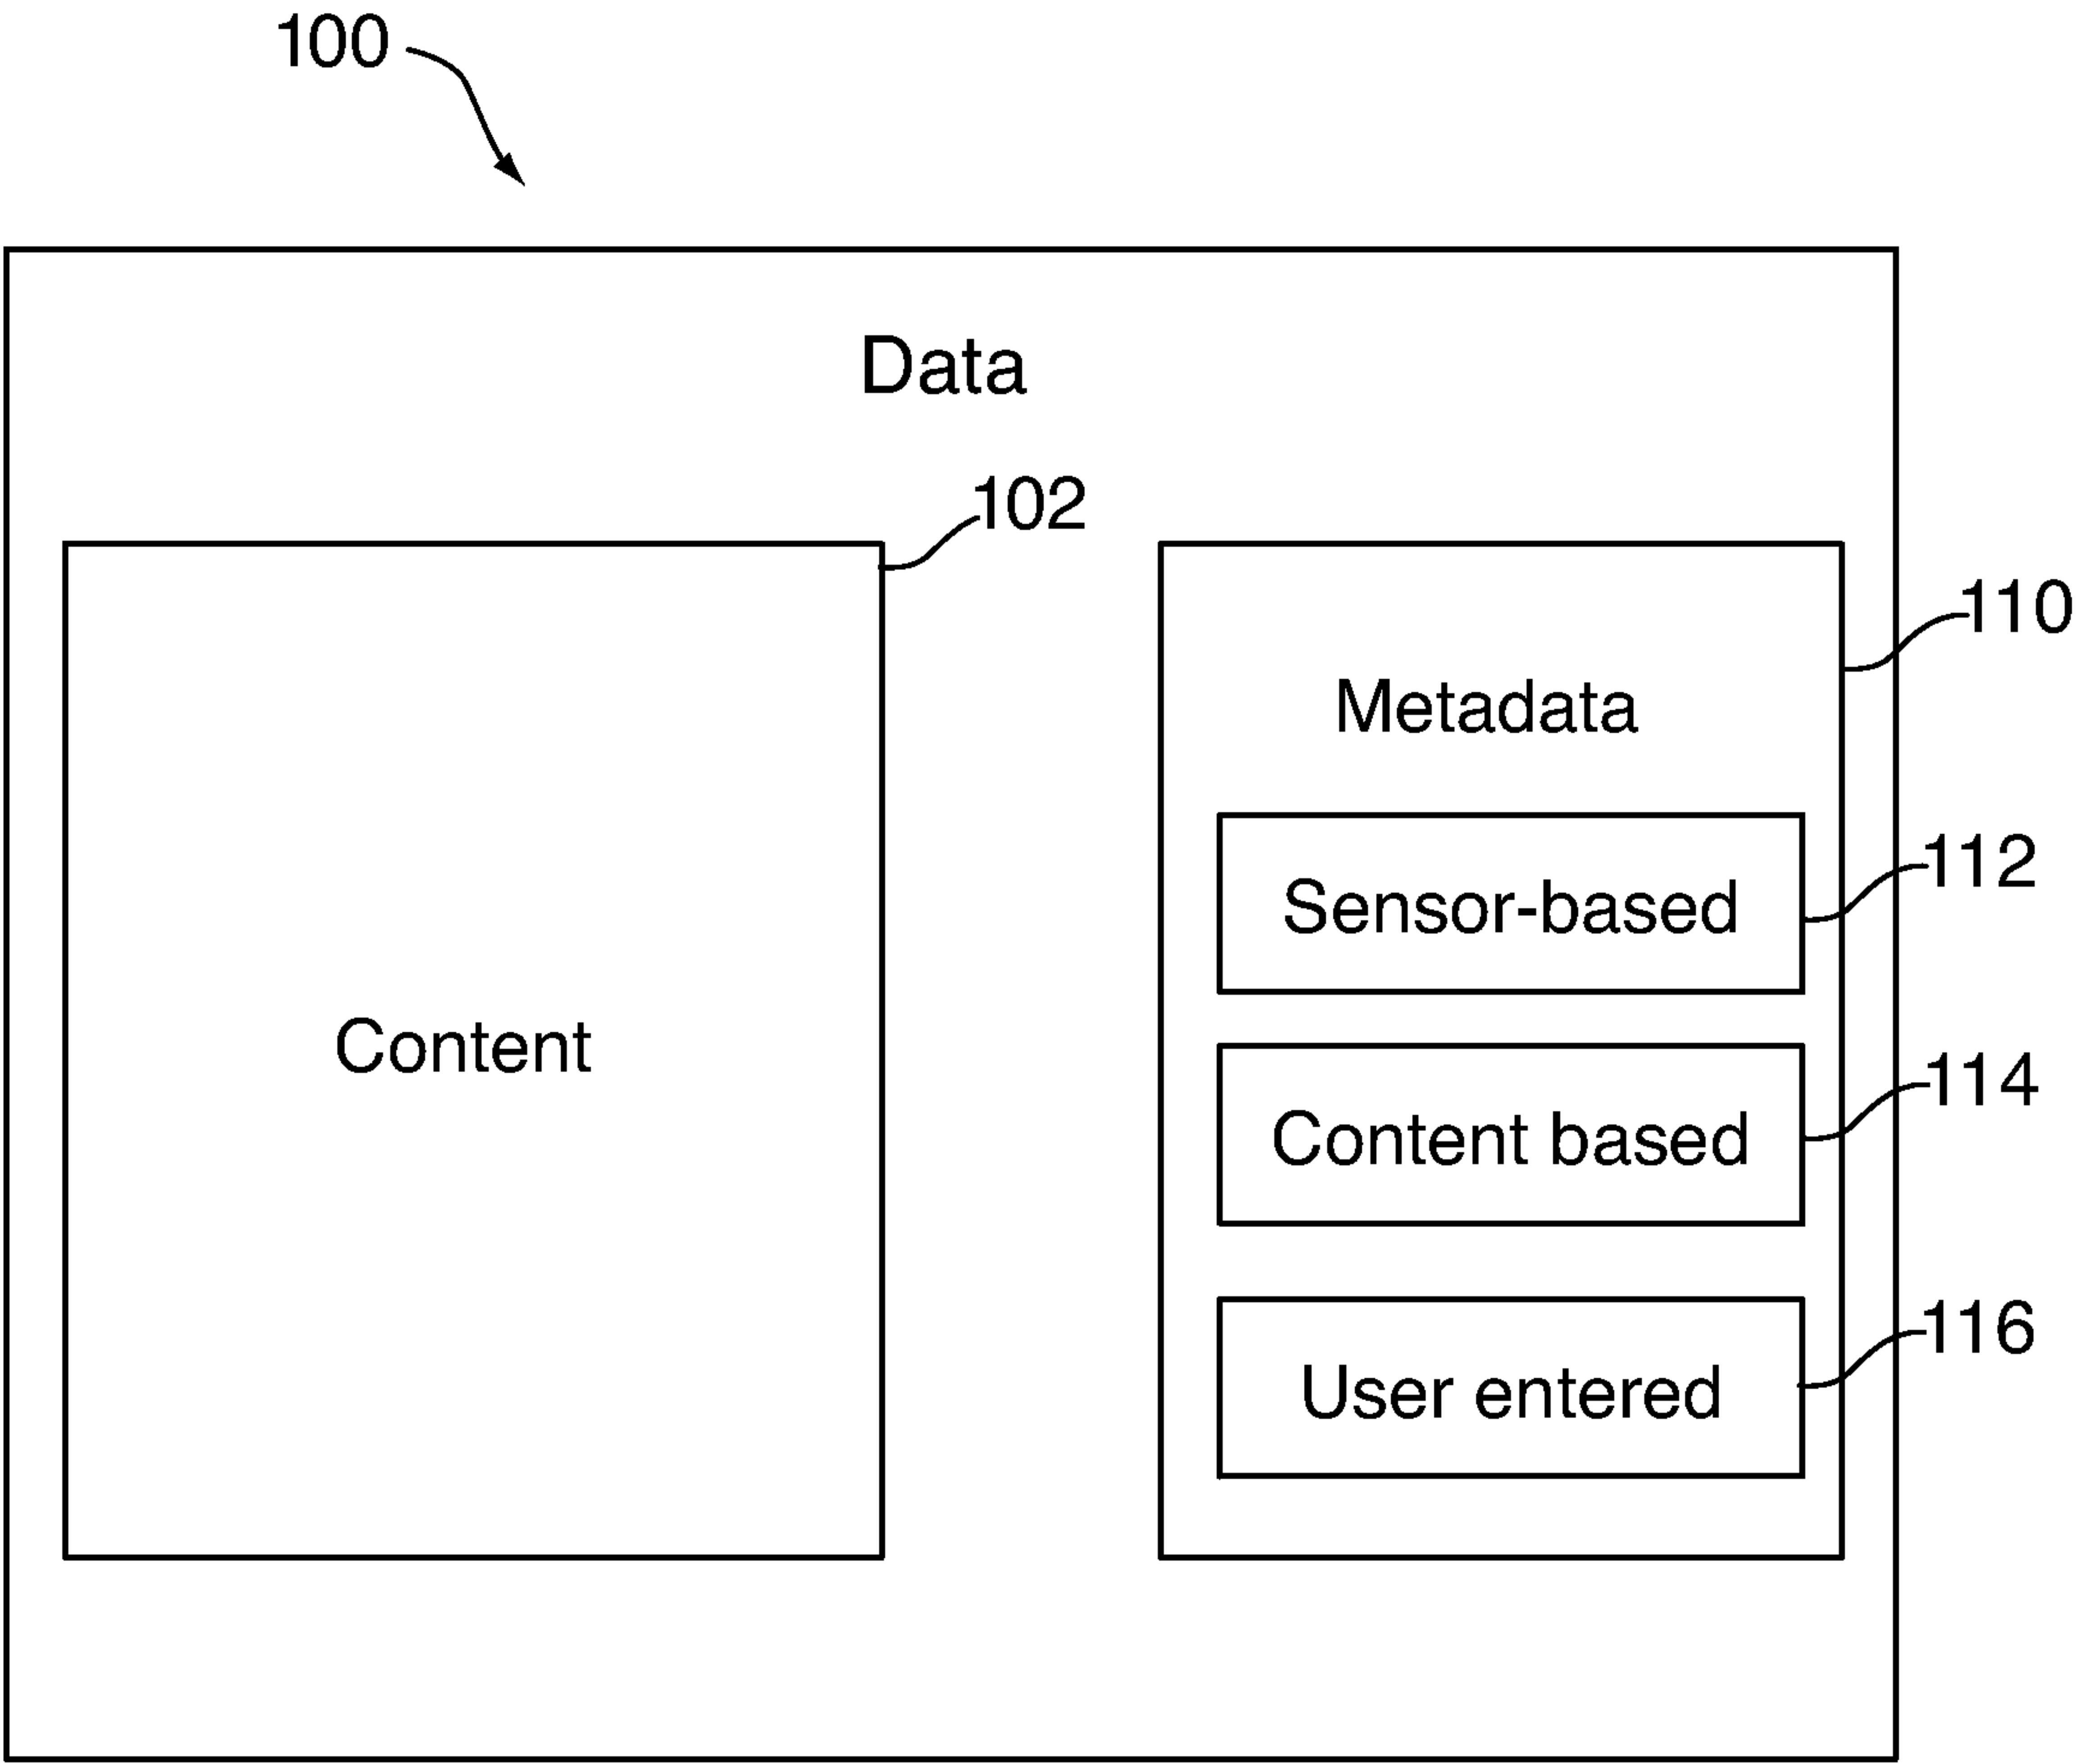 100
Data
102
110
Metadata
112
Sensor-based
Content
114
Content based
116
User entered